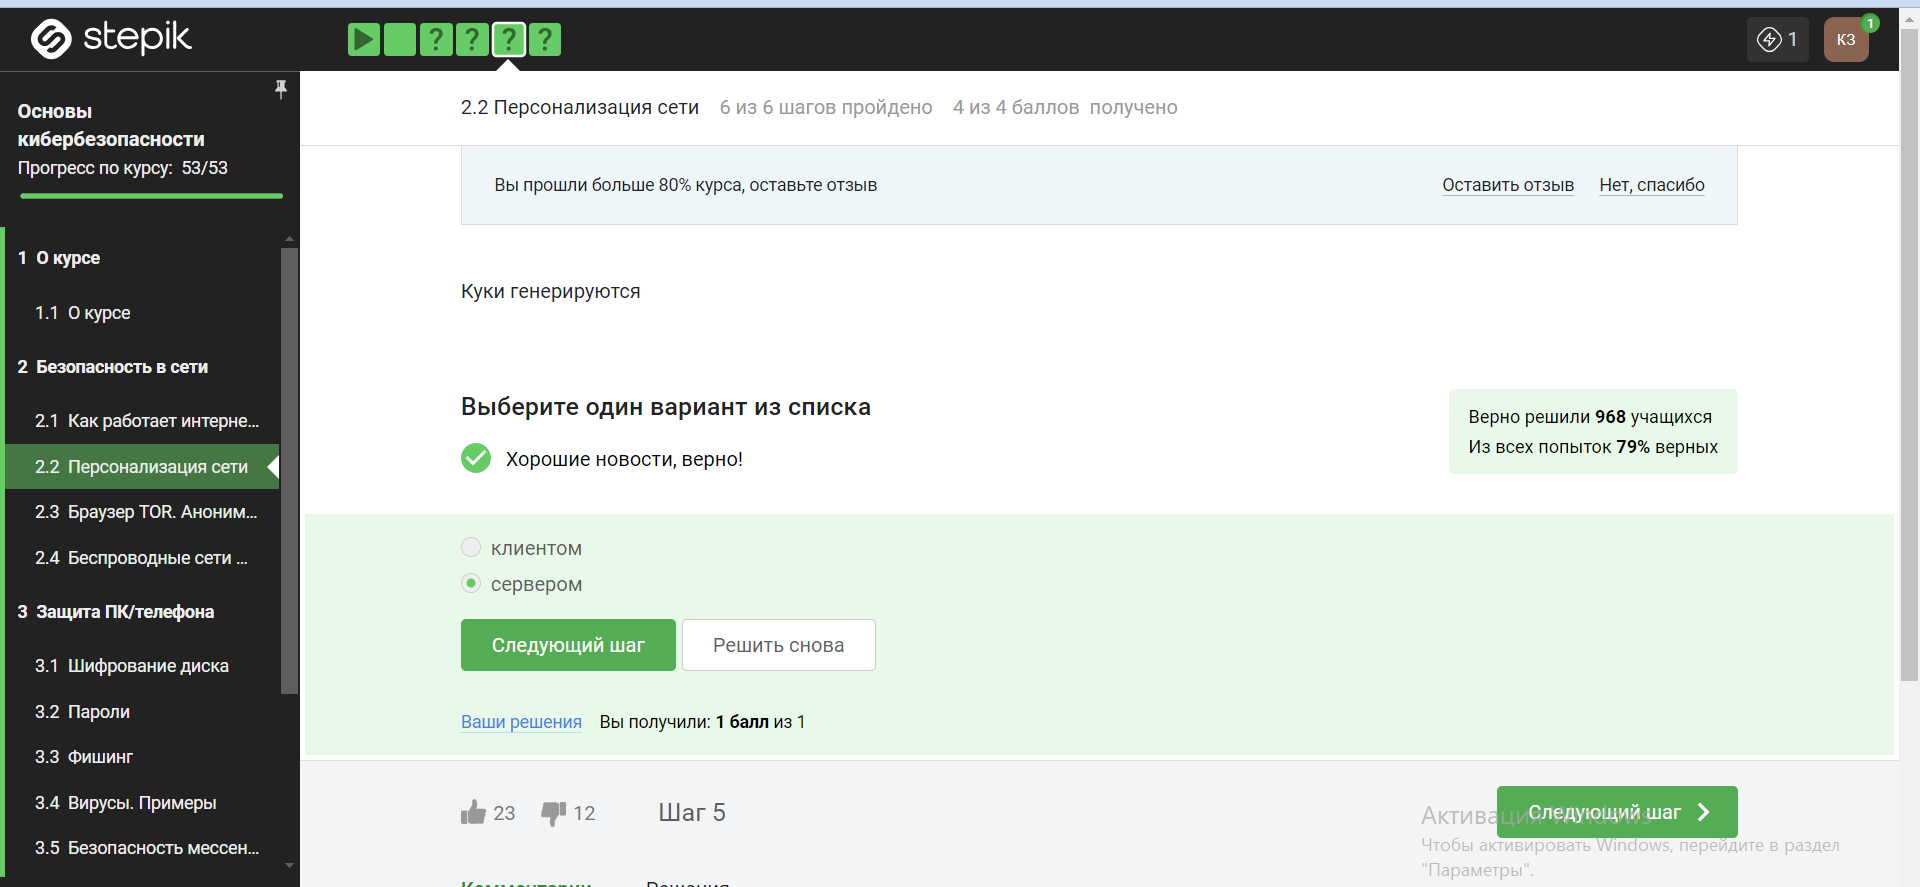 stepik
? ? ? ?
1
КЗ
1
Основы
кибербезопасности
Прогресс по курсу: 53/53
1 О курсе
1.1 О курсе
2 Безопасность в сети
2.1 Как работает интерне...
2.2 Персонализация сети
2.3 Браузер TOR. Аноним...
2.4 Беспроводные сети ...
3 Защита ПК/телефона
3.1 Шифрование диска
3.2 Пароли
3.3 Фишинг
3.4 Вирусы. Примеры
3.5 Безопасность мессен...
2.2 Персонализация сети 6 из 6 шагов пройдено 4 из 4 баллов получено
Вы прошли больше 80% курса, оставьте отзыв Оставить отзыв Нет, спасибо
Куки генерируются
Выберите один вариант из списка
Хорошие новости, верно!
Верно решили 968 учащихся
Из всех попыток 79% верных
клиентом
сервером
Следующий шаг Решить снова
Ваши решения Вы получили: 1 балл из 1
23 12 Шаг 5
Следующий шаг
Активация Windows
Чтобы активировать Windows, перейдите в раздел
"Параметры".
Комментарии Решения